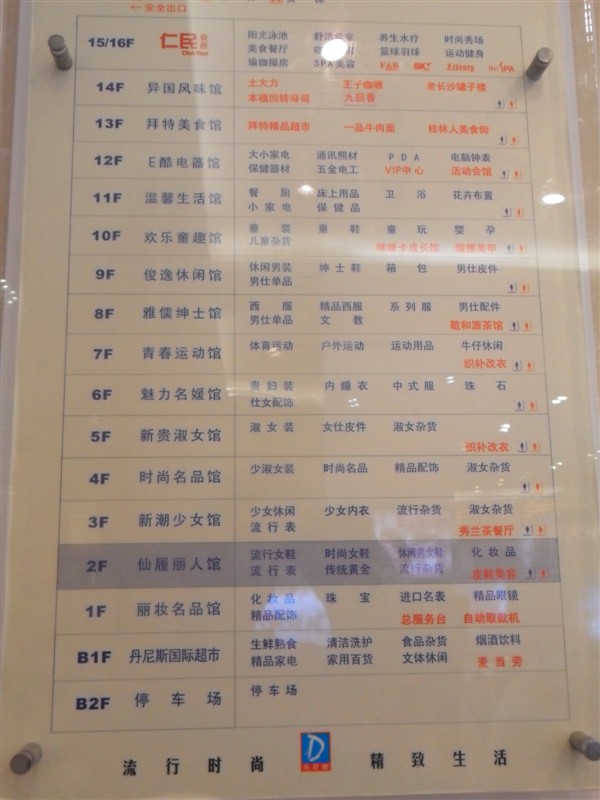 ←安全出口
15/16F 仁民会馆 阳光泳池 养生水疗 时尚秀场
美食餐厅 篮球羽球 运动健身
瑜伽操房 SPA美容 F&B SKY Library the SPA
14F 异国风味馆 土大力 王子咖喱 老长沙罐子楼
本福回转寿司 九回香
13F 拜特美食馆 拜特精品超市 一品牛肉面 桂林人美食街
12F E酷电器馆 大小家电 通讯照材 PDA 电脑钟表
保健器材 五金电工 VIP中心 活动会馆
11F 温馨生活馆 餐厨 床上用品 卫浴 花卉布置
小家电 保健品
10F 欢乐童趣馆 童装 童鞋 童玩 婴孕
儿童杂货 咪咪卡成长馆 美甲
9F 俊逸休闲馆 休闲男装 绅士鞋 箱包 男仕皮件
男仕单品
8F 雅儒绅士馆 西服 精品西服 系列服 男仕配件
男仕单品 文教 敬和源茶馆
7F 青春运动馆 体育运动 户外运动 运动用品 牛仔休闲
织补改衣
6F 魅力名媛馆 贵妇装 内睡衣 中式服 珠石
仕女配饰
5F 新贵淑女馆 淑女装 女仕皮件 淑女杂货
织补改衣
4F 时尚名品馆 少淑女装 时尚名品 精品配饰 淑女杂货
3F 新潮少女馆 少女休闲 少女内衣 流行杂货 淑女杂货
流行表 秀兰茶餐厅
2F 仙履丽人馆 流行女鞋 时尚女鞋 休闲男女鞋 化妆品
流行表 传统黄金 流行杂货 皮鞋美容
1F 丽妆名品馆 化妆品 珠宝 进口名表 精品眼镜
精品配饰 总服务台 自动取款机
B1F 丹尼斯国际超市 生鲜熟食 清洁洗护 食品杂货 烟酒饮料
精品家电 家用百货 文体休闲 麦当劳
B2F 停车场 停车场
流行时尚 D 丹尼斯 精致生活